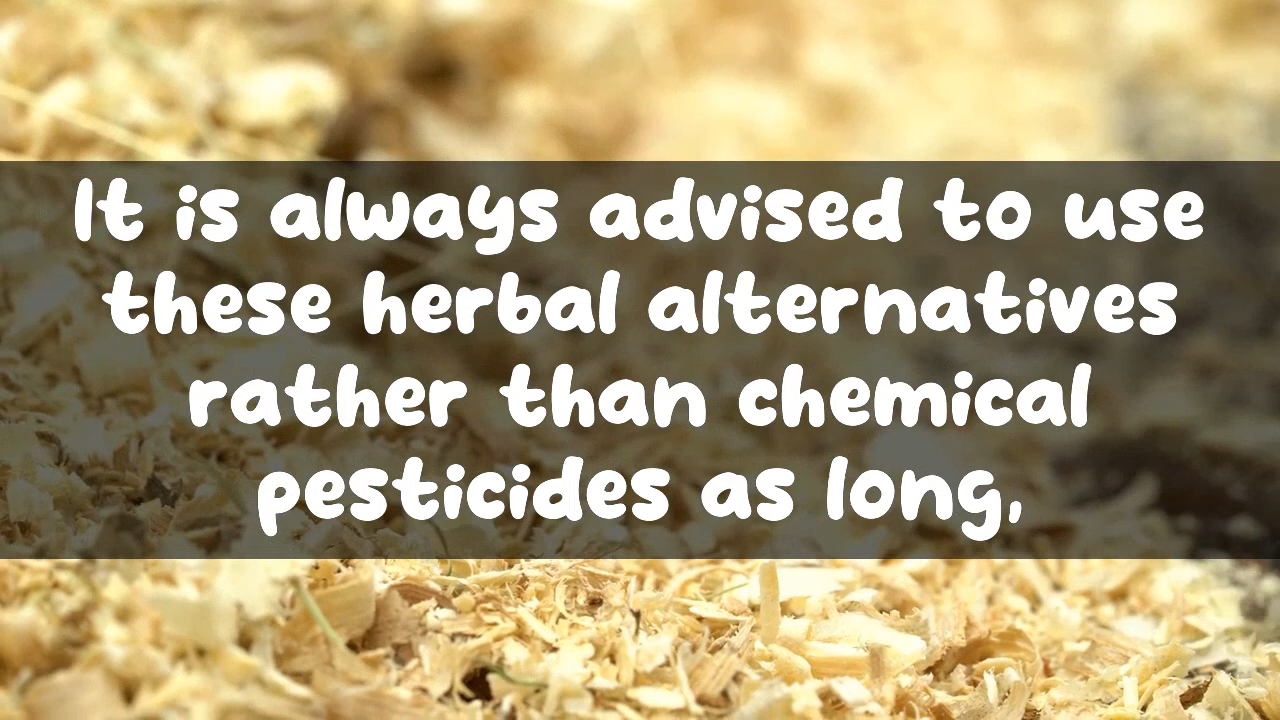 It is always advised to use
these herbal alternatives
rather than chemical
pesticides as long,